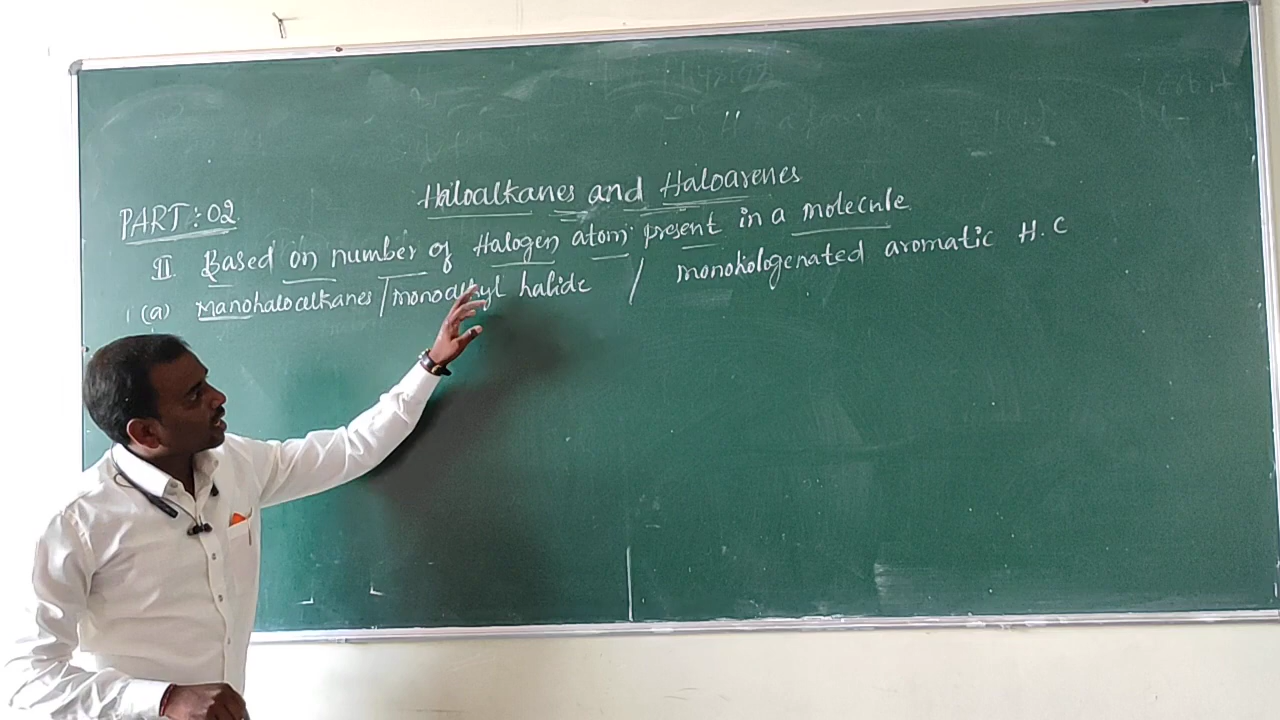 Haloalkanes and Haloarenes
PART:02
II. Based on number of Halogen atom present in a molecule
(a) Manohaloalkanes / monoalkyl halide / monohologenated aromatic H.C